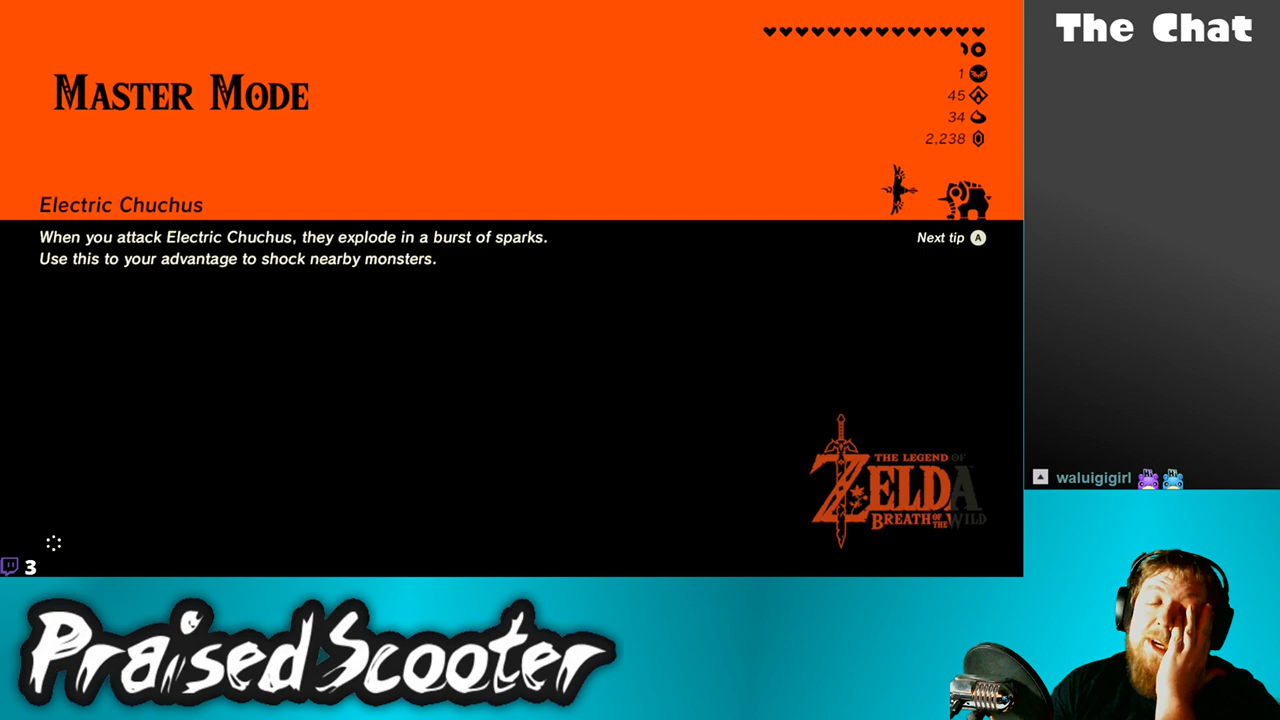 Master Mode
1
45
34
2,238
Electric Chuchus
When you attack Electric Chuchus, they explode in a burst of sparks.
Use this to your advantage to shock nearby monsters.
Next tip A
THE LEGEND OF
ZELDA
BREATH OF THE WILD
3
PraisedScooter
The Chat
waluigigirl Hi Hi